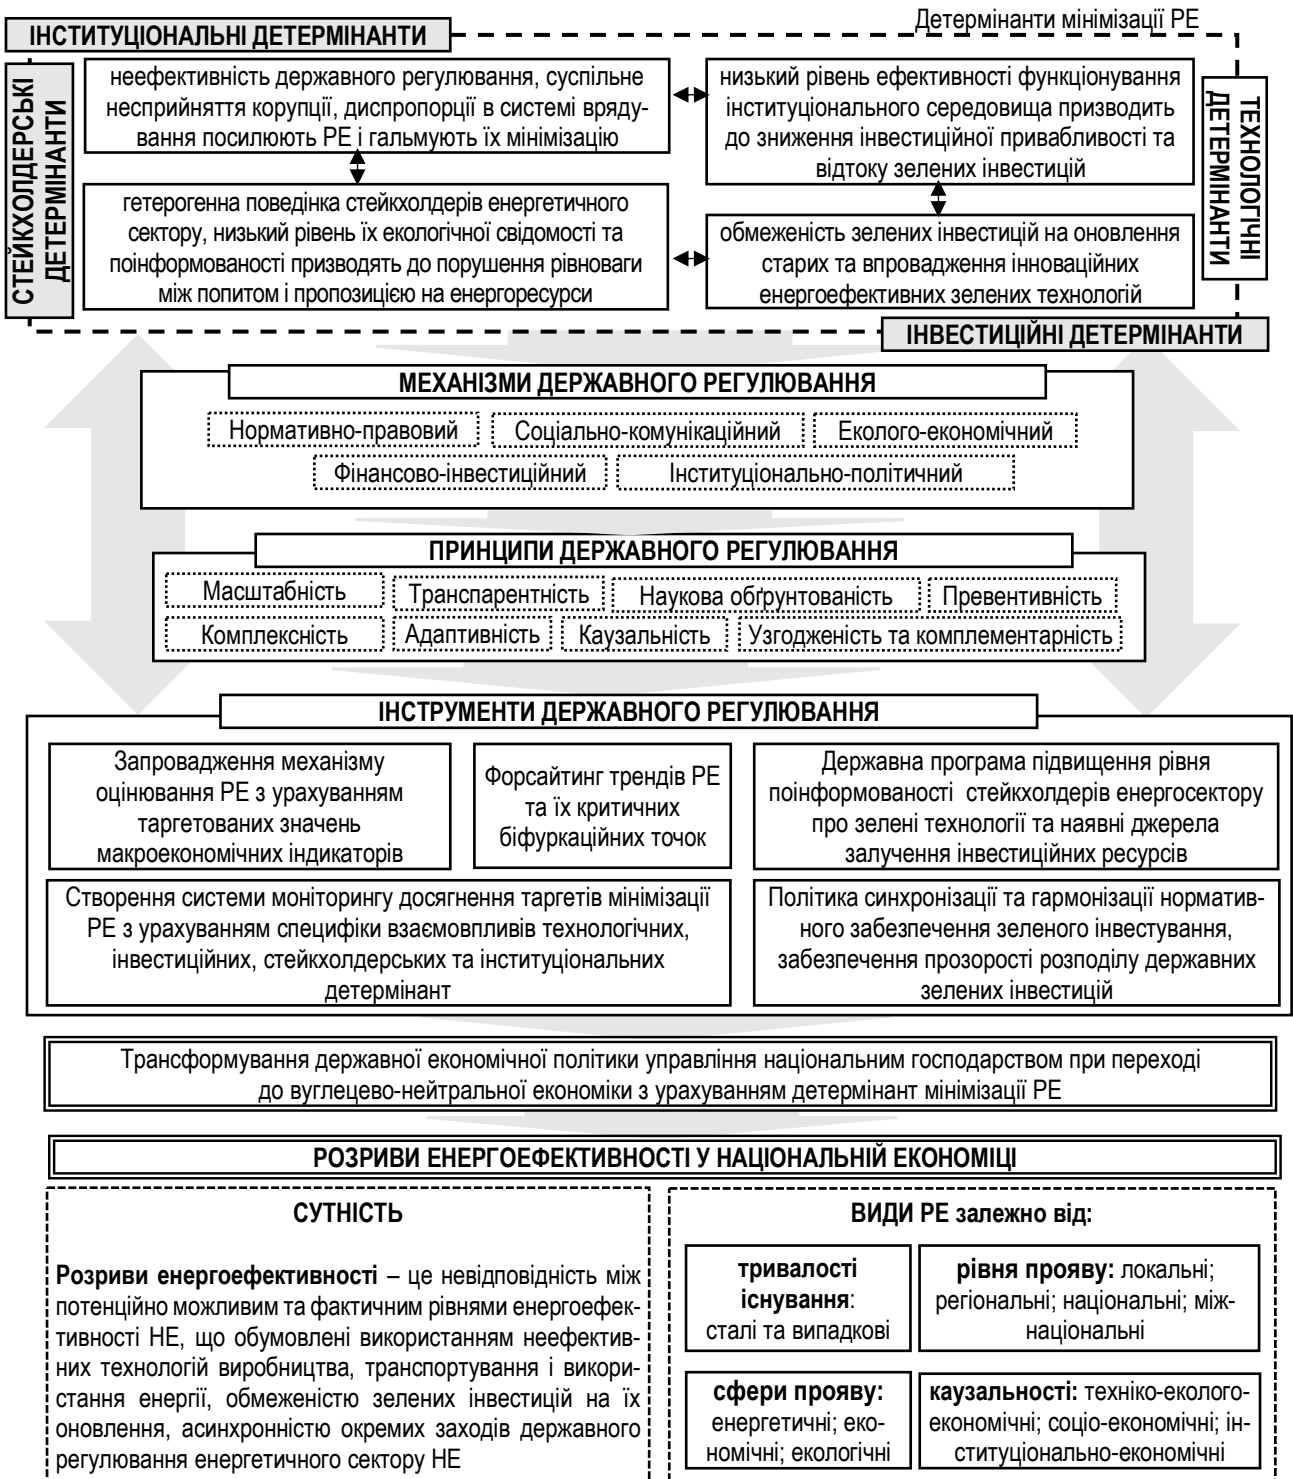 Детермінанти мінімізації РЕ
ІНСТИТУЦІОНАЛЬНІ ДЕТЕРМІНАНТИ
СТЕЙКХОЛДЕРСЬКІ
ДЕТЕРМІНАНТИ
неефективність державного регулювання, суспільне
несприйняття корупції, диспропорції в системі вряду-
вання посилюють РЕ і гальмують їх мінімізацію
низький рівень ефективності функціонування
інституціонального середовища призводить
до зниження інвестиційної привабливості та
відтоку зелених інвестицій
ТЕХНОЛОГІЧНІ
ДЕТЕРМІНАНТИ
гетерогенна поведінка стейкхолдерів енергетичного
сектору, низький рівень їх екологічної свідомості та
поінформованості призводять до порушення рівноваги
між попитом і пропозицією на енергоресурси
обмеженість зелених інвестицій на оновлення
старих та впровадження інноваційних
енергоефективних зелених технологій
ІНВЕСТИЦІЙНІ ДЕТЕРМІНАНТИ
МЕХАНІЗМИ ДЕРЖАВНОГО РЕГУЛЮВАННЯ
Нормативно-правовий Соціально-комунікаційний Еколого-економічний
Фінансово-інвестиційний Інституціонально-політичний
ПРИНЦИПИ ДЕРЖАВНОГО РЕГУЛЮВАННЯ
Масштабність Транспарентність Наукова обґрунтованість Превентивність
Комплексність Адаптивність Каузальність Узгодженість та комплементарність
ІНСТРУМЕНТИ ДЕРЖАВНОГО РЕГУЛЮВАННЯ
Запровадження механізму
оцінювання РЕ з урахуванням
таргетованих значень
макроекономічних індикаторів
Форсайтинг трендів РЕ
та їх критичних
біфуркаційних точок
Державна програма підвищення рівня
поінформованості стейкхолдерів енергосектору
про зелені технології та наявні джерела
залучення інвестиційних ресурсів
Створення системи моніторингу досягнення таргетів мінімізації
РЕ з урахуванням специфіки взаємовпливів технологічних,
інвестиційних, стейкхолдерських та інституціональних
детермінант
Політика синхронізації та гармонізації норматив-
ного забезпечення зеленого інвестування,
забезпечення прозорості розподілу державних
зелених інвестицій
Трансформування державної економічної політики управління національним господарством при переході
до вуглецево-нейтральної економіки з урахуванням детермінант мінімізації РЕ
РОЗРИВИ ЕНЕРГОЕФЕКТИВНОСТІ У НАЦІОНАЛЬНІЙ ЕКОНОМІЦІ
СУТНІСТЬ
Розриви енергоефективності – це невідповідність між
потенційно можливим та фактичним рівнями енергоефек-
тивності НЕ, що обумовлені використанням неефектив-
них технологій виробництва, транспортування і викори-
стання енергії, обмеженістю зелених інвестицій на їх
оновлення, асинхронністю окремих заходів державного
регулювання енергетичного сектору НЕ
ВИДИ РЕ залежно від:
тривалості
існування:
сталі та випадкові
рівня прояву: локальні;
регіональні; національні; між-
національні
сфери прояву:
енергетичні; еко-
номічні; екологічні
каузальності: техніко-еколого-
економічні; соціо-економічні; ін-
ституціонально-економічні